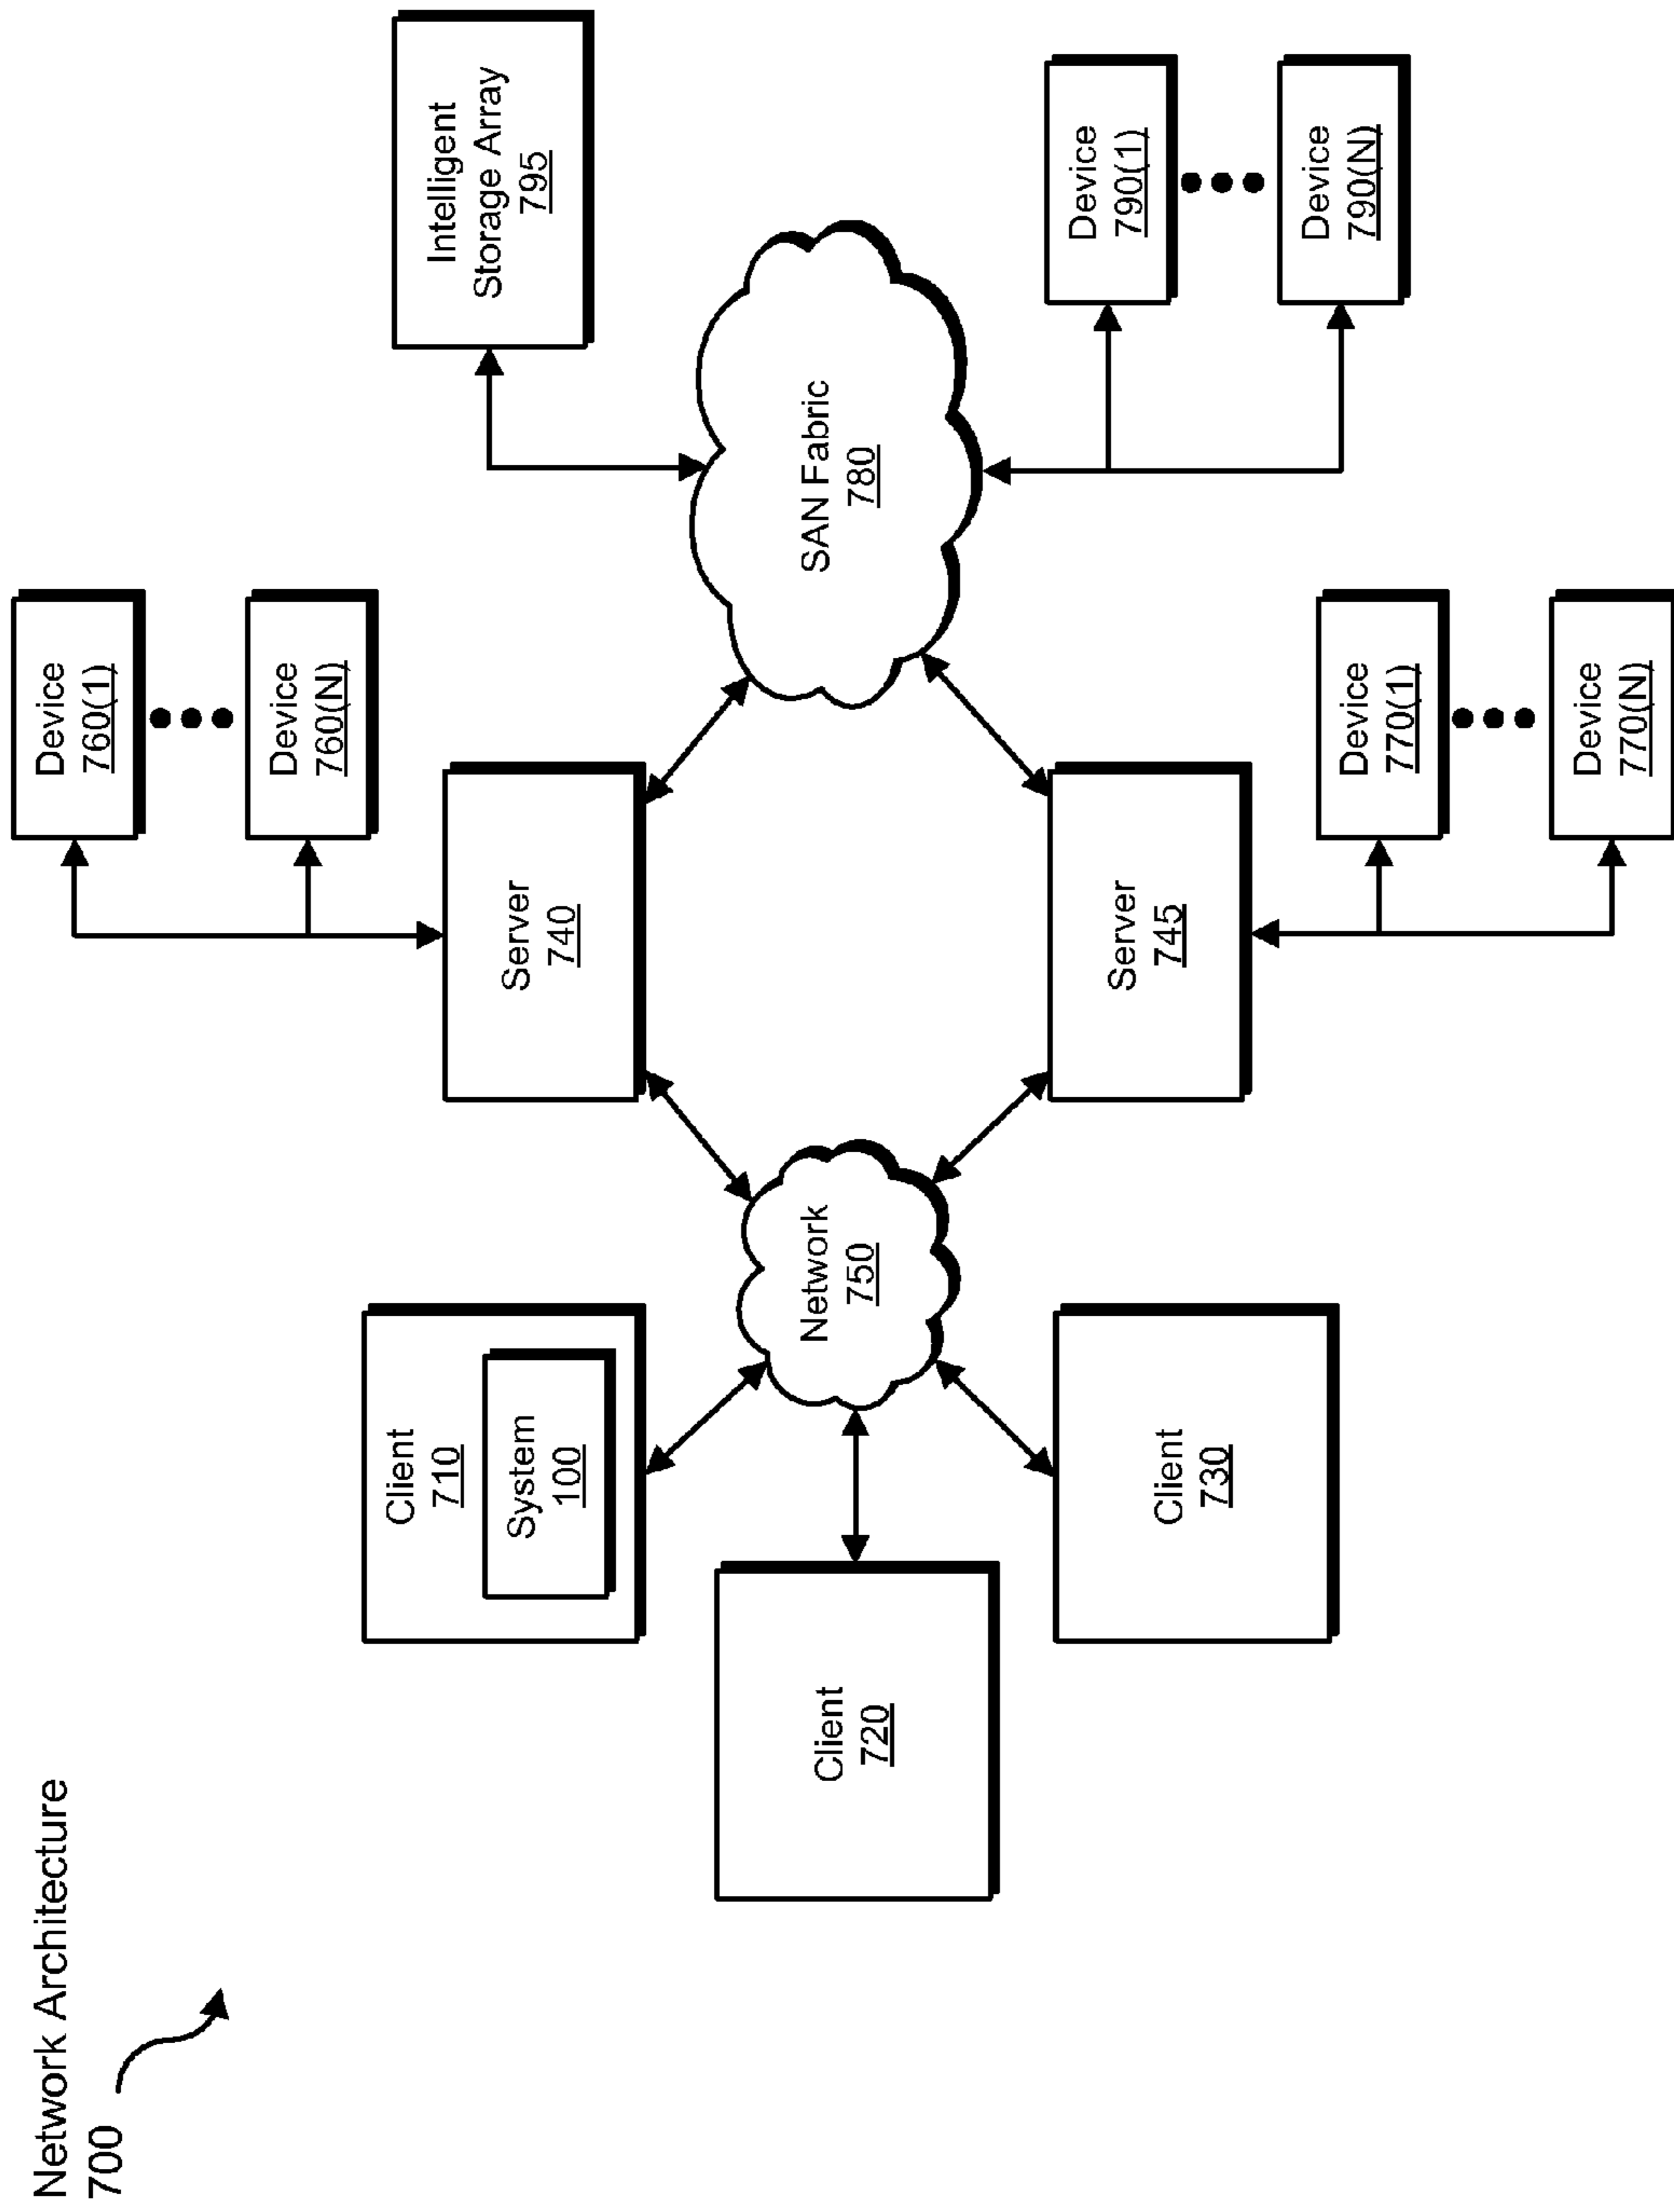 Network Architecture
700
Device
760(1)
Device
760(N)
Intelligent
Storage Array
795
Client
710
System
100
Server
740
Client
720
Network
750
SAN Fabric
780
Client
730
Server
745
Device
790(1)
Device
790(N)
Device
770(1)
Device
770(N)